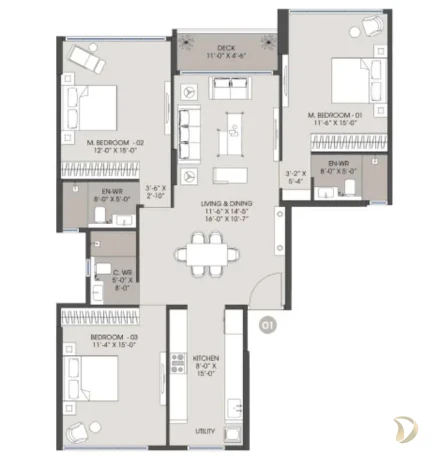 DECK
11'-0" X 4'-6"
M. BEDROOM - 01
11'-6" X 15'-0"
M. BEDROOM - 02
12'-0" X 15'-0"
EN-WR
8'-0" X 5'-0"
EN-WR
8'-0" X 5'-0"
3'-6" X
2'-10"
3'-2" X
5'-4"
LIVING & DINING
11'-6" X 14'-8"
16'-0" X 10'-7"
C. WR
5'-0" X
8'-0"
01
BEDROOM - 03
11'-4" X 15'-0"
KITCHEN
8'-0" X
15'-0"
UTILITY